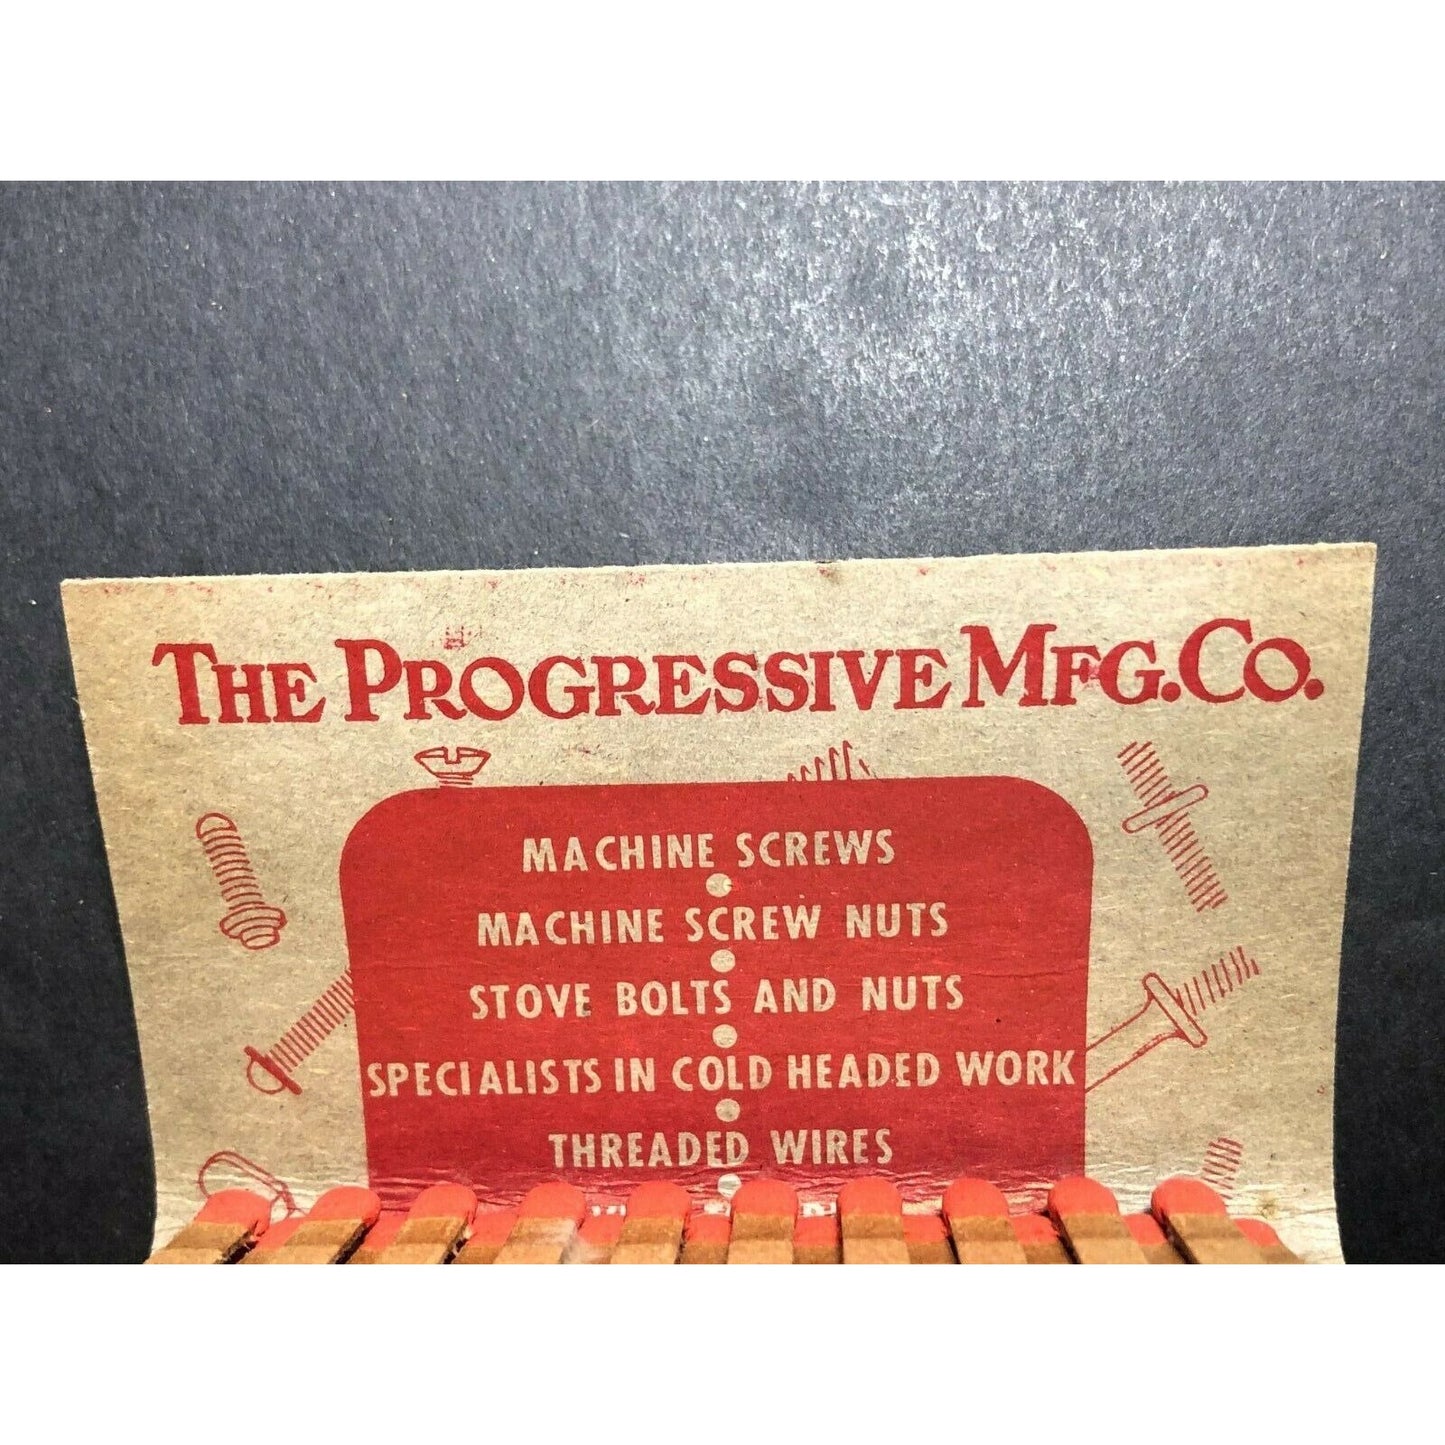 THE PROGRESSIVE MFG. CO.
MACHINE SCREWS
MACHINE SCREW NUTS
STOVE BOLTS AND NUTS
SPECIALISTS IN COLD HEADED WORK
THREADED WIRES